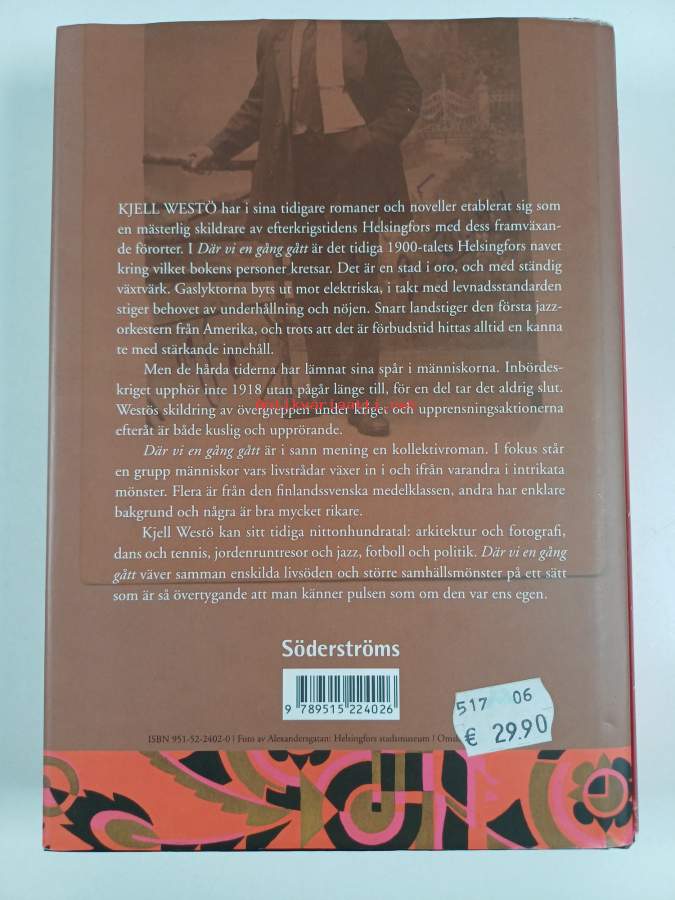 KJELL WESTÖ har i sina tidigare romaner och noveller etablerat sig som
en mästerlig skildrare av efterkrigstidens Helsingfors med dess framväxan-
de förorter. I Där vi en gång gått är det tidiga 1900-talets Helsingfors navet
kring vilket bokens personer kretsar. Det är en stad i oro, och med ständig
växtvärk. Gaslyktorna byts ut mot elektriska, i takt med levnadsstandarden
stiger behovet av underhållning och nöjen. Snart landstiger den första jazz-
orkestern från Amerika, och trots att det är förbudstid hittas alltid en kanna
te med stärkande innehåll.
Men de hårda tiderna har lämnat sina spår i människorna. Inbördes-
kriget upphör inte 1918 utan pågår länge till, för en del tar det aldrig slut.
Westös skildring av övergreppen under kriget och upprensningsaktionerna
efteråt är både kuslig och upprörande.
Där vi en gång gått är i sann mening en kollektivroman. I fokus står
en grupp människor vars livstrådar växer in i och ifrån varandra i intrikata
mönster. Flera är från den finlandssvenska medelklassen, andra har enklare
bakgrund och några är bra mycket rikare.
Kjell Westö kan sitt tidiga nittonhundratal: arkitektur och fotografi,
dans och tennis, jordenruntresor och jazz, fotboll och politik. Där vi en gång
gått väver samman enskilda livsöden och större samhällsmönster på ett sätt
som är så övertygande att man känner pulsen som om den var ens egen.
Söderströms
9 789515 224026
517 06
€ 29.90
ISBN 951-52-2402-0 | Foto av Alexandersgatan: Helsingfors stadsmuseum /